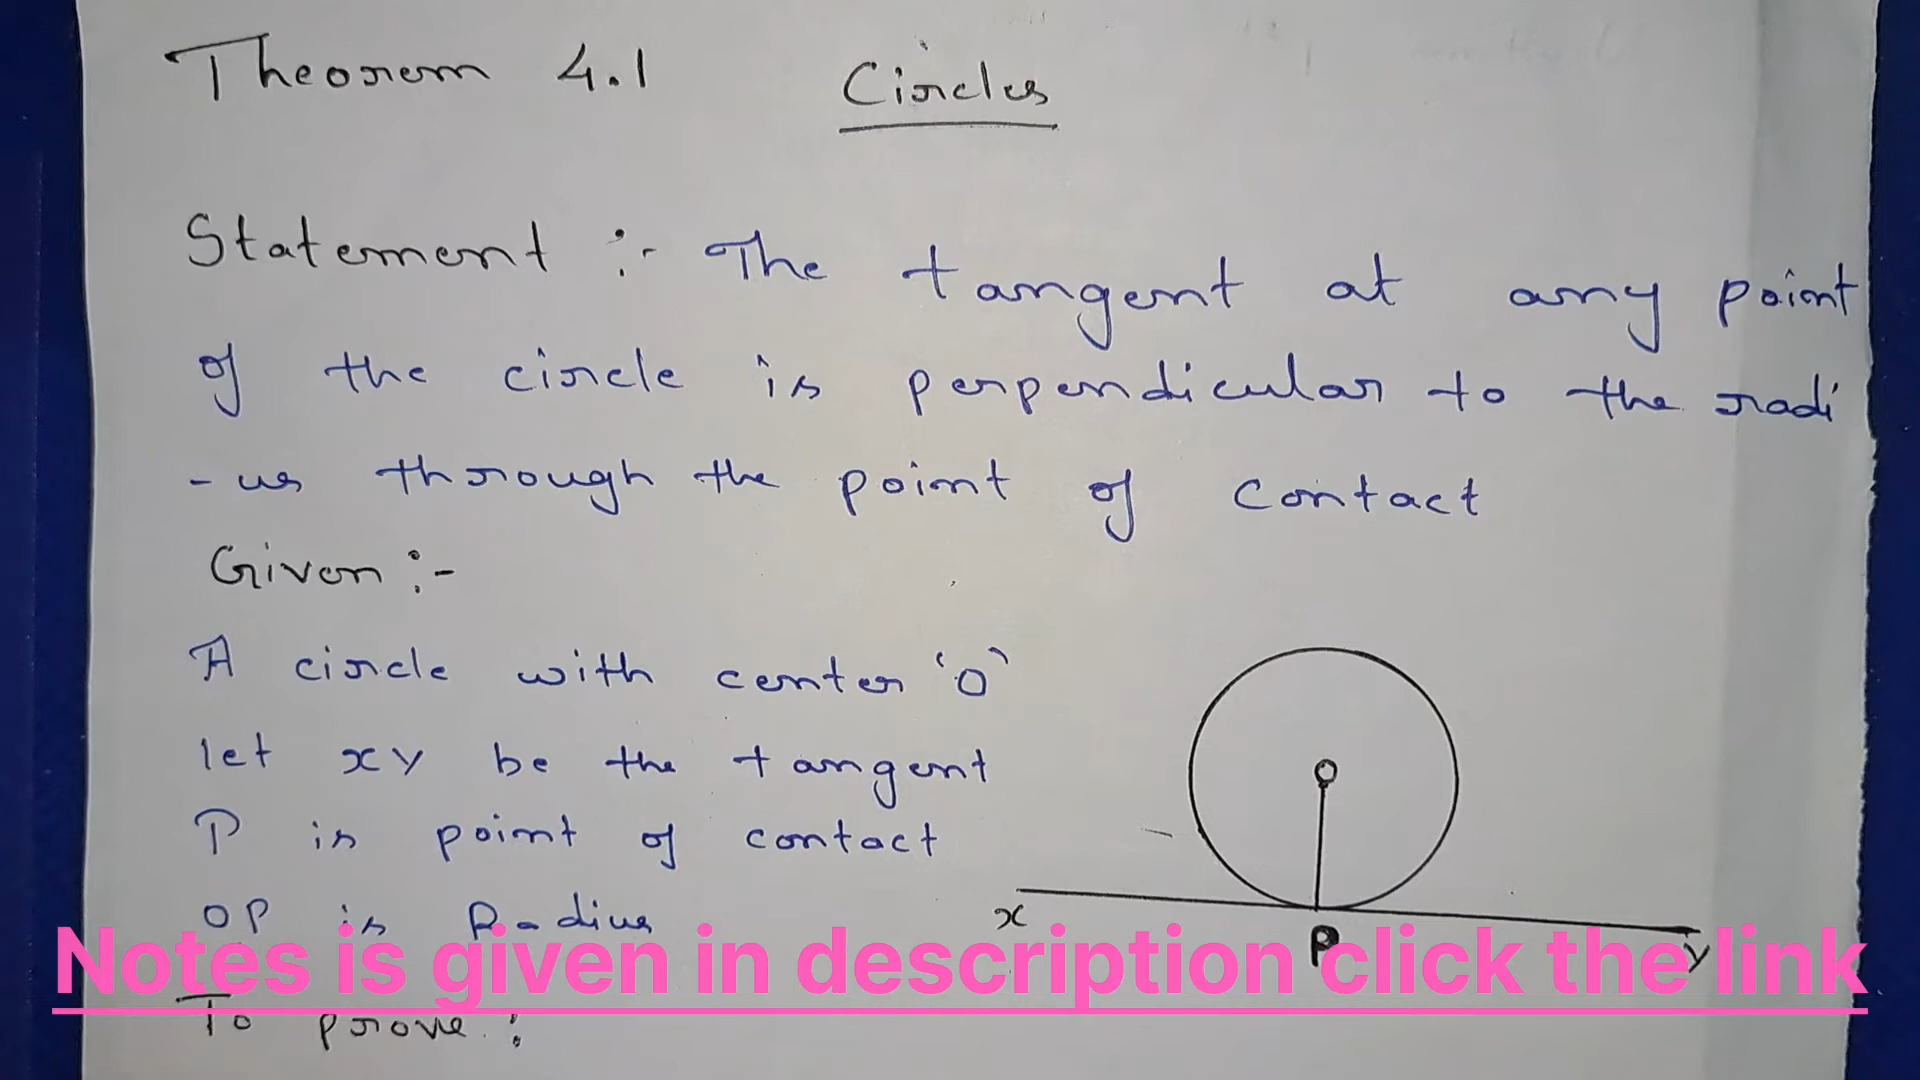 Theorem 4.1 Circles
Statement :- The tangent at any point
of the circle is perpendicular to the radi
-us through the point of contact
Given :-
A circle with center 'O'
let xy be the tangent
P is point of contact
OP is Radius
O
x P y
Notes is given in description click the link
To prove :